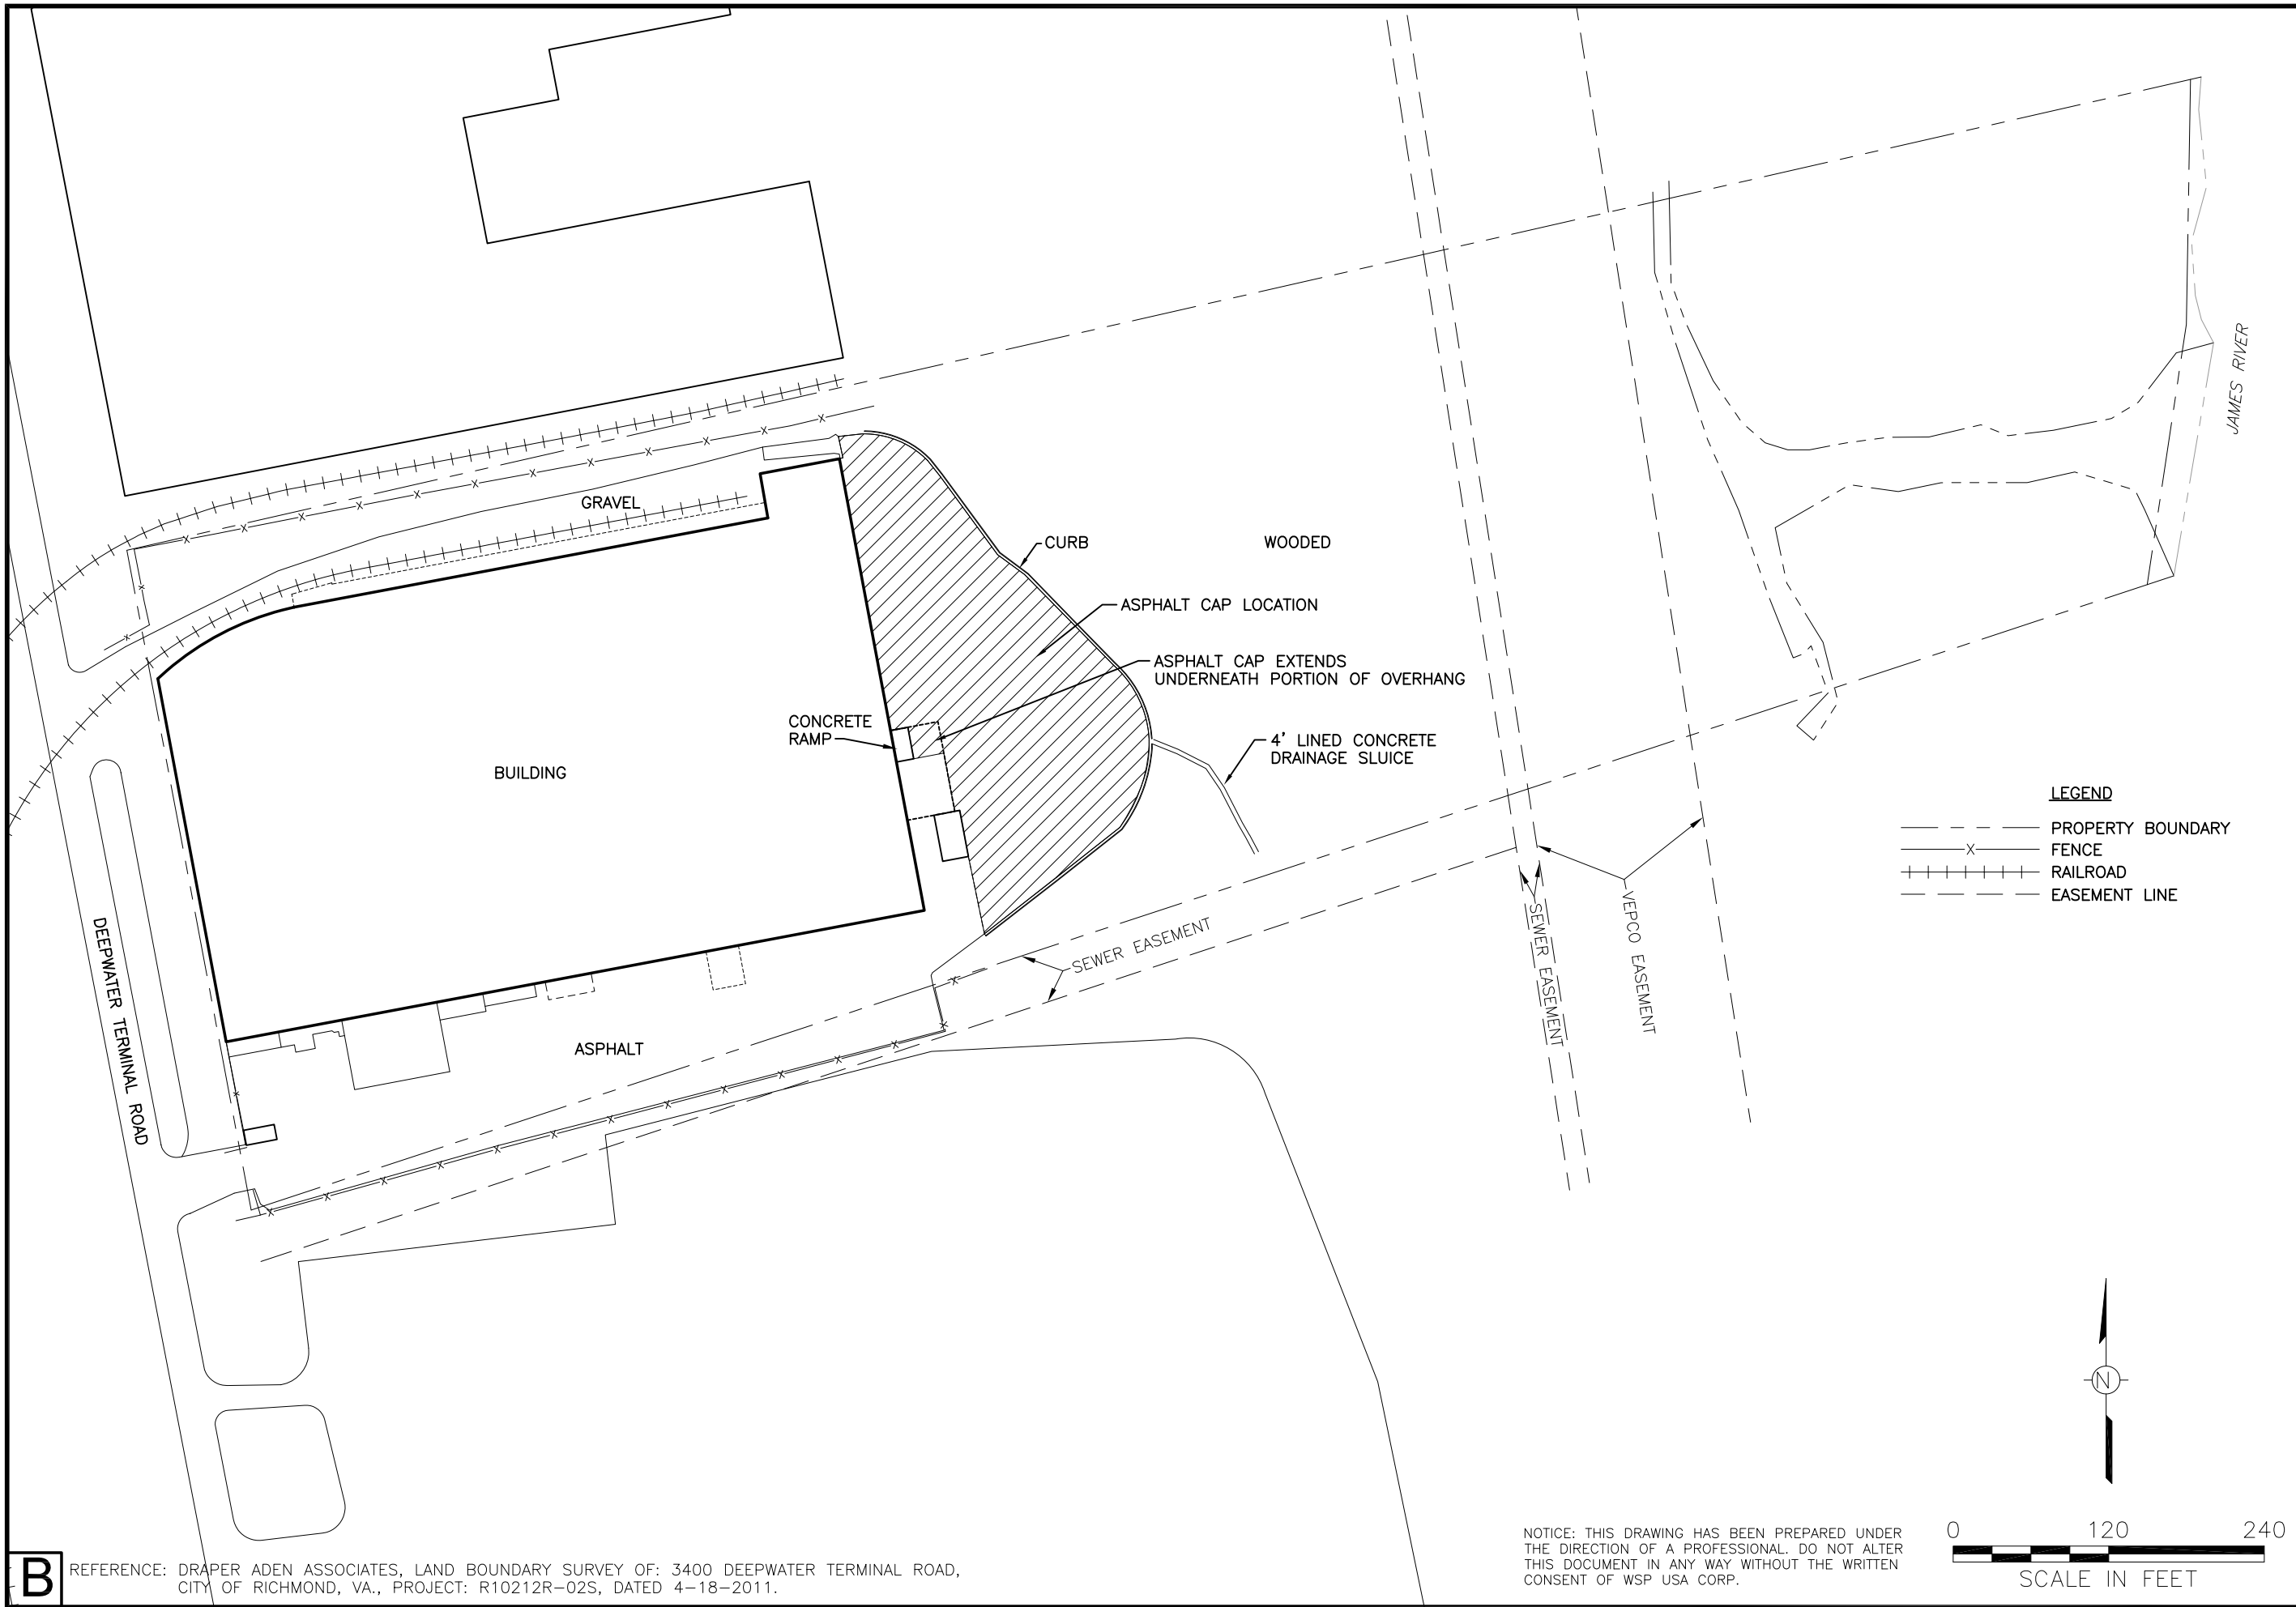 JAMES RIVER
GRAVEL
CURB
WOODED
ASPHALT CAP LOCATION
ASPHALT CAP EXTENDS
UNDERNEATH PORTION OF OVERHANG
CONCRETE
RAMP
4' LINED CONCRETE
DRAINAGE SLUICE
BUILDING
LEGEND
PROPERTY BOUNDARY
X FENCE
RAILROAD
EASEMENT LINE
DEEPWATER TERMINAL ROAD
SEWER EASEMENT
SEWER EASEMENT
VEPCO EASEMENT
ASPHALT
N
B
REFERENCE: DRAPER ADEN ASSOCIATES, LAND BOUNDARY SURVEY OF: 3400 DEEPWATER TERMINAL ROAD,
CITY OF RICHMOND, VA., PROJECT: R10212R-02S, DATED 4-18-2011.
NOTICE: THIS DRAWING HAS BEEN PREPARED UNDER
THE DIRECTION OF A PROFESSIONAL. DO NOT ALTER
THIS DOCUMENT IN ANY WAY WITHOUT THE WRITTEN
CONSENT OF WSP USA CORP.
0 120 240
SCALE IN FEET